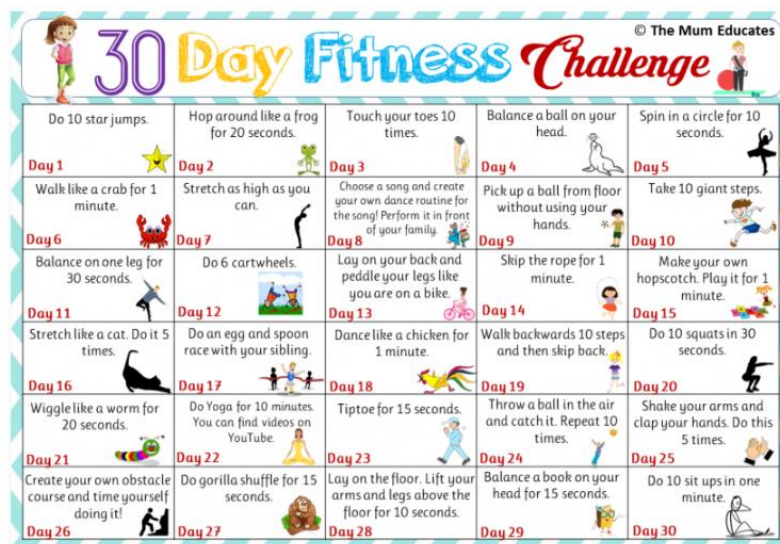 © The Mum Educates
30 Day Fitness Challenge
Do 10 star jumps.
Day 1
Hop around like a frog
for 20 seconds.
Day 2
Touch your toes 10
times.
Day 3
Balance a ball on your
head.
Day 4
Spin in a circle for 10
seconds.
Day 5
Walk like a crab for 1
minute.
Day 6
Stretch as high as you
can.
Day 7
Choose a song and create
your own dance routine for
the song! Perform it in front
of your family.
Day 8
Pick up a ball from floor
without using your
hands.
Day 9
Take 10 giant steps.
Day 10
Balance on one leg for
30 seconds.
Day 11
Do 6 cartwheels.
Day 12
Lay on your back and
peddle your legs like
you are on a bike.
Day 13
Skip the rope for 1
minute.
Day 14
Make your own
hopscotch. Play it for 1
minute.
Day 15
Stretch like a cat. Do it 5
times.
Day 16
Do an egg and spoon
race with your sibling.
Day 17
Dance like a chicken for
1 minute.
Day 18
Walk backwards 10 steps
and then skip back.
Day 19
Do 10 squats in 30
seconds.
Day 20
Wiggle like a worm for
20 seconds.
Day 21
Do Yoga for 10 minutes.
You can find videos on
YouTube.
Day 22
Tiptoe for 15 seconds.
Day 23
Throw a ball in the air
and catch it. Repeat 10
times.
Day 24
Shake your arms and
clap your hands. Do this
5 times.
Day 25
Create your own obstacle
course and time yourself
doing it!
Day 26
Do gorilla shuffle for 15
seconds.
Day 27
Lay on the floor. Lift your
arms and legs above the
floor for 10 seconds.
Day 28
Balance a book on your
head for 15 seconds.
Day 29
Do 10 sit ups in one
minute.
Day 30